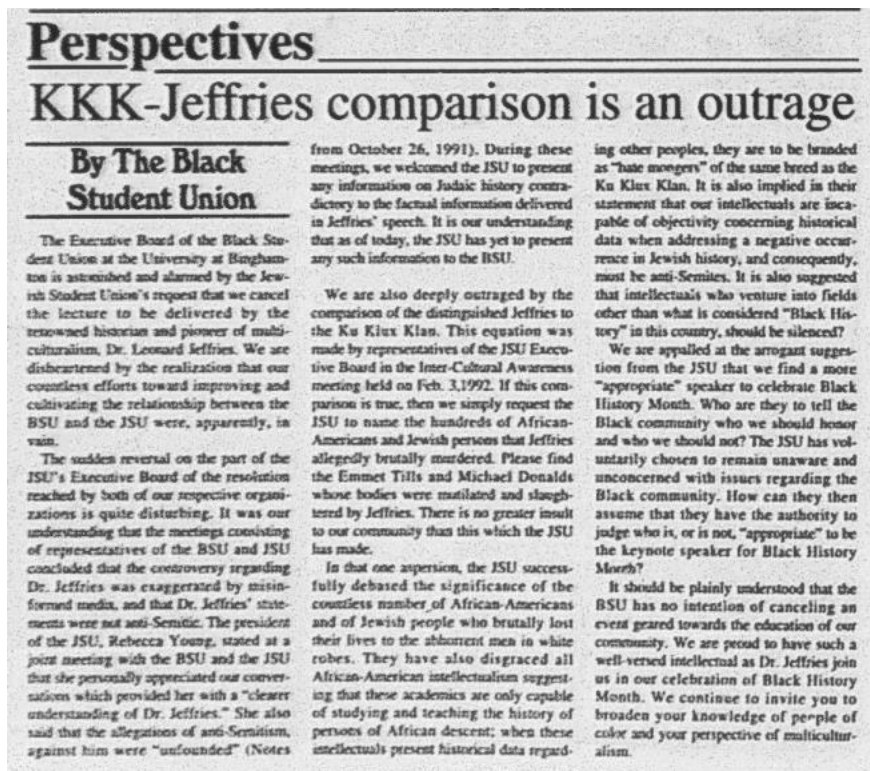 Perspectives
KKK-Jeffries comparison is an outrage
By The Black
Student Union
The Executive Board of the Black Stu-
dent Union at the University at Bingham-
ton is astonished and alarmed by the Jew-
ish Student Union's request that we cancel
the lecture to be delivered by the
renowned historian and pioneer of multi-
culturalism, Dr. Leonard Jeffries. We are
disheartened by the realization that our
countless efforts toward improving and
cultivating the relationship between the
BSU and the JSU were, apparently, in
vain.
The sudden reversal on the part of the
JSU's Executive Board of the resolution
reached by both of our respective organi-
zations is quite disturbing. It was our
understanding that the meetings consisting
of representatives of the BSU and JSU
concluded that the controversy regarding
Dr. Jeffries was exaggerated by misin-
formed media, and that Dr. Jeffries' state-
ments were not anti-Semitic. The president
of the JSU, Rebecca Young, stated at a
joint meeting with the BSU and the JSU
that she personally appreciated our conver-
sations which provided her with a "clearer
understanding of Dr. Jeffries." She also
said that the allegations of anti-Semitism,
against him were "unfounded" (Notes
from October 26, 1991). During these
meetings, we welcomed the JSU to present
any information on Judaic history contra-
dictory to the factual information delivered
in Jeffries' speech. It is our understanding
that as of today, the JSU has yet to present
any such information to the BSU.
We are also deeply outraged by the
comparison of the distinguished Jeffries to
the Ku Klux Klan. This equation was
made by representatives of the JSU Execu-
tive Board in the Inter-Cultural Awareness
meeting held on Feb. 3,1992. If this com-
parison is true, then we simply request the
JSU to name the hundreds of African-
Americans and Jewish persons that Jeffries
allegedly brutally murdered. Please find
the Emmet Tills and Michael Donalds
whose bodies were mutilated and slaugh-
tered by Jeffries. There is no greater insult
to our community than this which the JSU
has made.
In that one aspersion, the JSU success-
fully debased the significance of the
countless number of African-Americans
and of Jewish people who brutally lost
their lives to the abhorrent men in white
robes. They have also disgraced all
African-American intellectualism suggest-
ing that these academics are only capable
of studying and teaching the history of
persons of African descent; when these
intellectuals present historical data regard-
ing other peoples, they are to be branded
as "hate mongers" of the same breed as the
Ku Klux Klan. It is also implied in their
statement that our intellectuals are inca-
pable of objectivity concerning historical
data when addressing a negative occur-
rence in Jewish history, and consequently,
must be anti-Semites. It is also suggested
that intellectuals who venture into fields
other than what is considered "Black His-
tory" in this country, should be silenced?
We are appalled at the arrogant sugges-
tion from the JSU that we find a more
"appropriate" speaker to celebrate Black
History Month. Who are they to tell the
Black community who we should honor
and who we should not? The JSU has vol-
untarily chosen to remain unaware and
unconcerned with issues regarding the
Black community. How can they then
assume that they have the authority to
judge who is, or is not, "appropriate" to be
the keynote speaker for Black History
Month?
It should be plainly understood that the
BSU has no intention of canceling an
event geared towards the education of our
community. We are proud to have such a
well-versed intellectual as Dr. Jeffries join
us in our celebration of Black History
Month. We continue to invite you to
broaden your knowledge of people of
color and your perspective of multicultur-
alism.